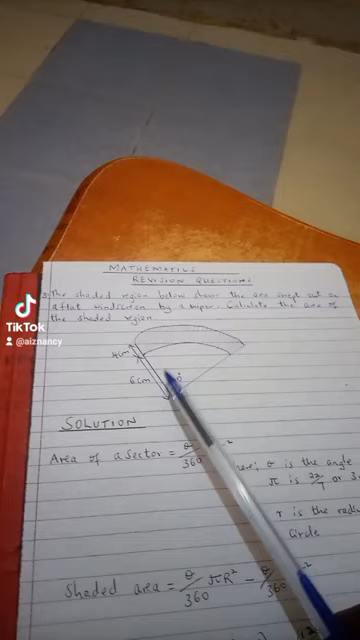 MATHEMATICS
REVISION QUESTIONS
3. The shaded region below shows the area swept out on
a flat windscreen by a wiper. Calculate the area of
the shaded region
4cm
6cm
SOLUTION
Area of a sector = θ/360
θ is the angle
π is 22/7 or 3.
r is the radiu
Circle
Shaded area = θ/360 πR² - θ/360
TikTok
@aiznancy